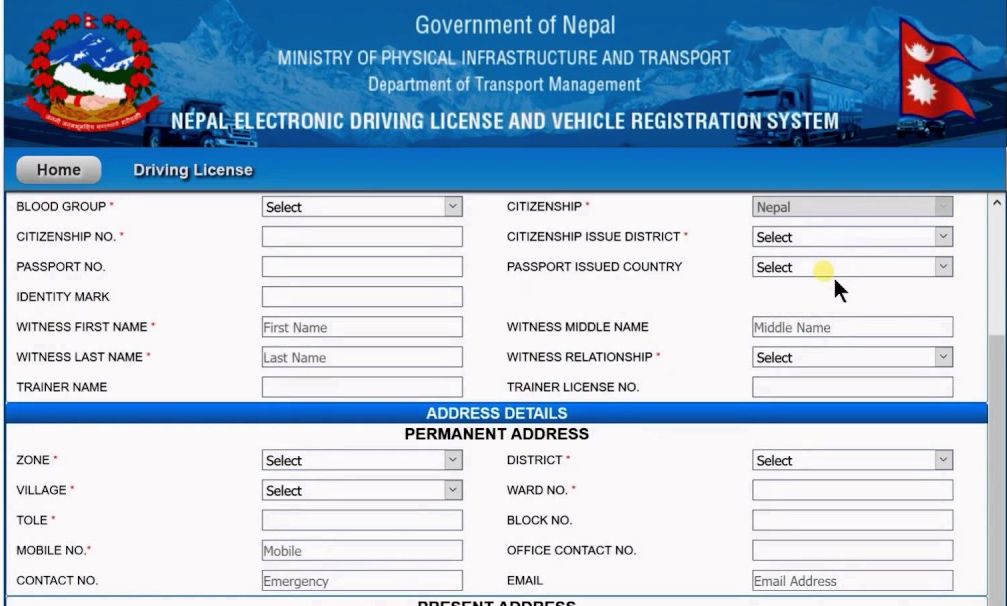 Government of Nepal
MINISTRY OF PHYSICAL INFRASTRUCTURE AND TRANSPORT
Department of Transport Management
NEPAL ELECTRONIC DRIVING LICENSE AND VEHICLE REGISTRATION SYSTEM
Home Driving License
BLOOD GROUP * Select CITIZENSHIP * Nepal
CITIZENSHIP NO. * CITIZENSHIP ISSUE DISTRICT * Select
PASSPORT NO. PASSPORT ISSUED COUNTRY Select
IDENTITY MARK
WITNESS FIRST NAME * First Name WITNESS MIDDLE NAME Middle Name
WITNESS LAST NAME * Last Name WITNESS RELATIONSHIP * Select
TRAINER NAME TRAINER LICENSE NO.
ADDRESS DETAILS
PERMANENT ADDRESS
ZONE * Select DISTRICT * Select
VILLAGE * Select WARD NO. *
TOLE * BLOCK NO.
MOBILE NO.* Mobile OFFICE CONTACT NO.
CONTACT NO. Emergency EMAIL Email Address
PRESENT ADDRESS